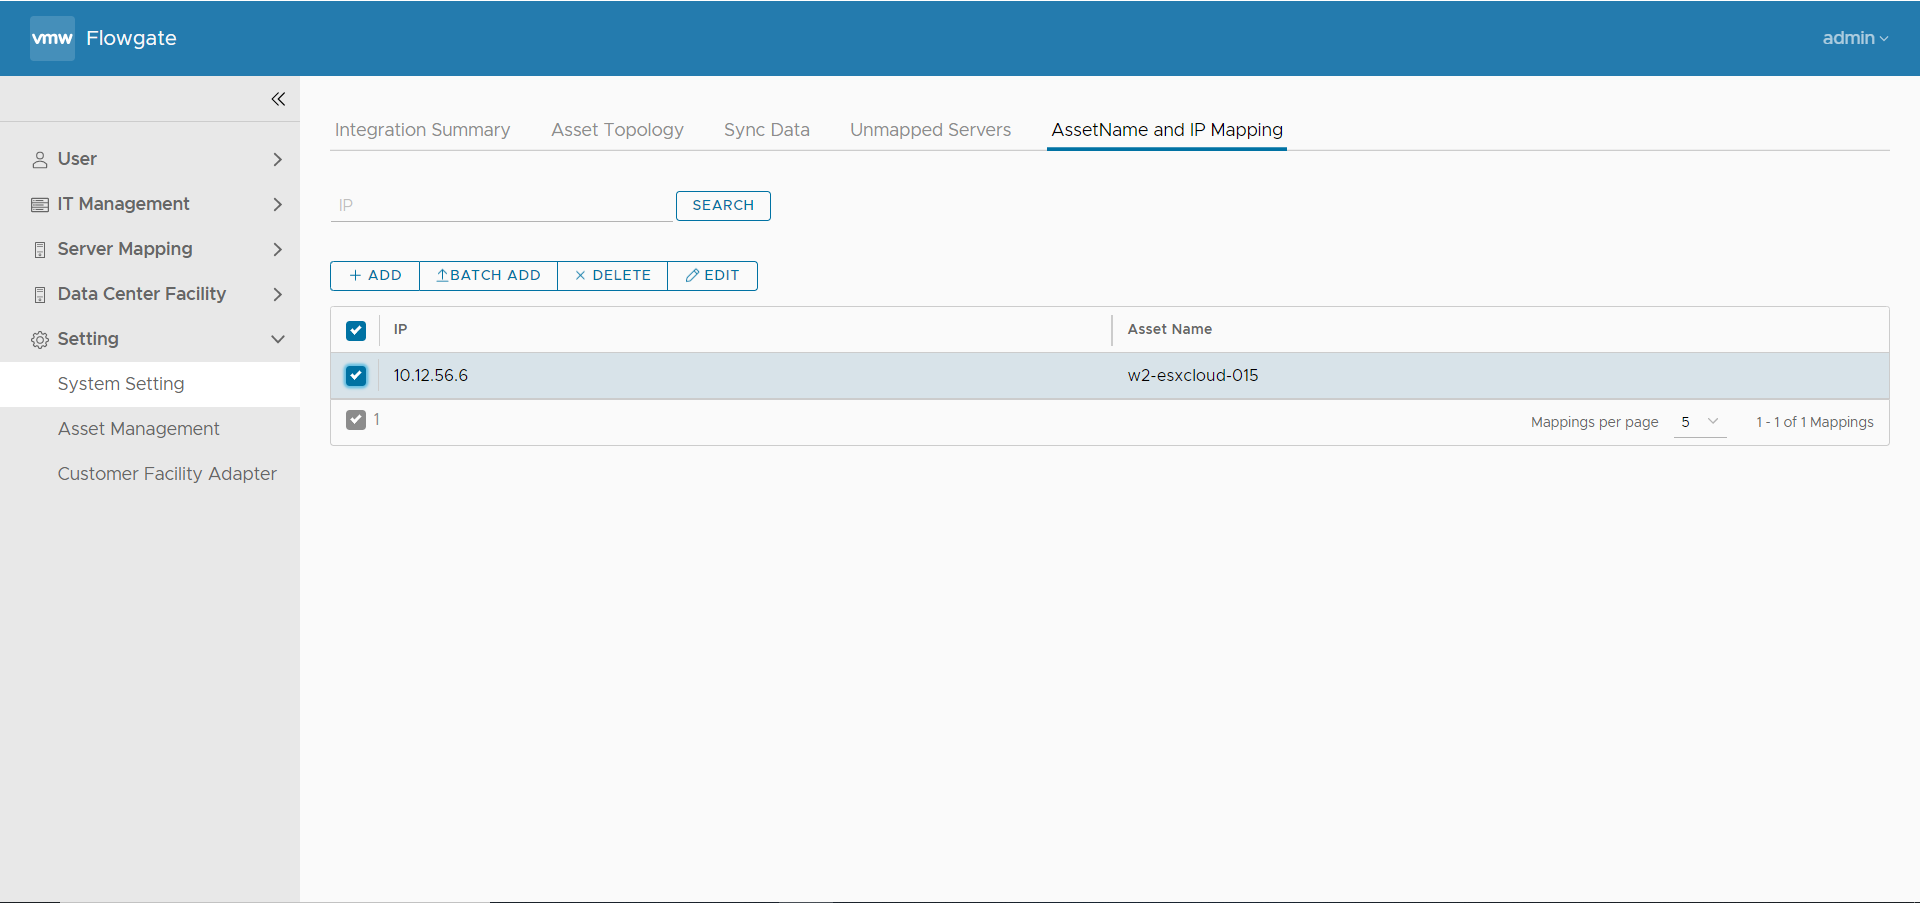 vmw Flowgate
admin
User
IT Management
Server Mapping
Data Center Facility
Setting
System Setting
Asset Management
Customer Facility Adapter
Integration Summary Asset Topology Sync Data Unmapped Servers AssetName and IP Mapping
IP SEARCH
ADD BATCH ADD DELETE EDIT
IP Asset Name
10.12.56.6 w2-esxcloud-015
1 Mappings per page 5 1 - 1 of 1 Mappings